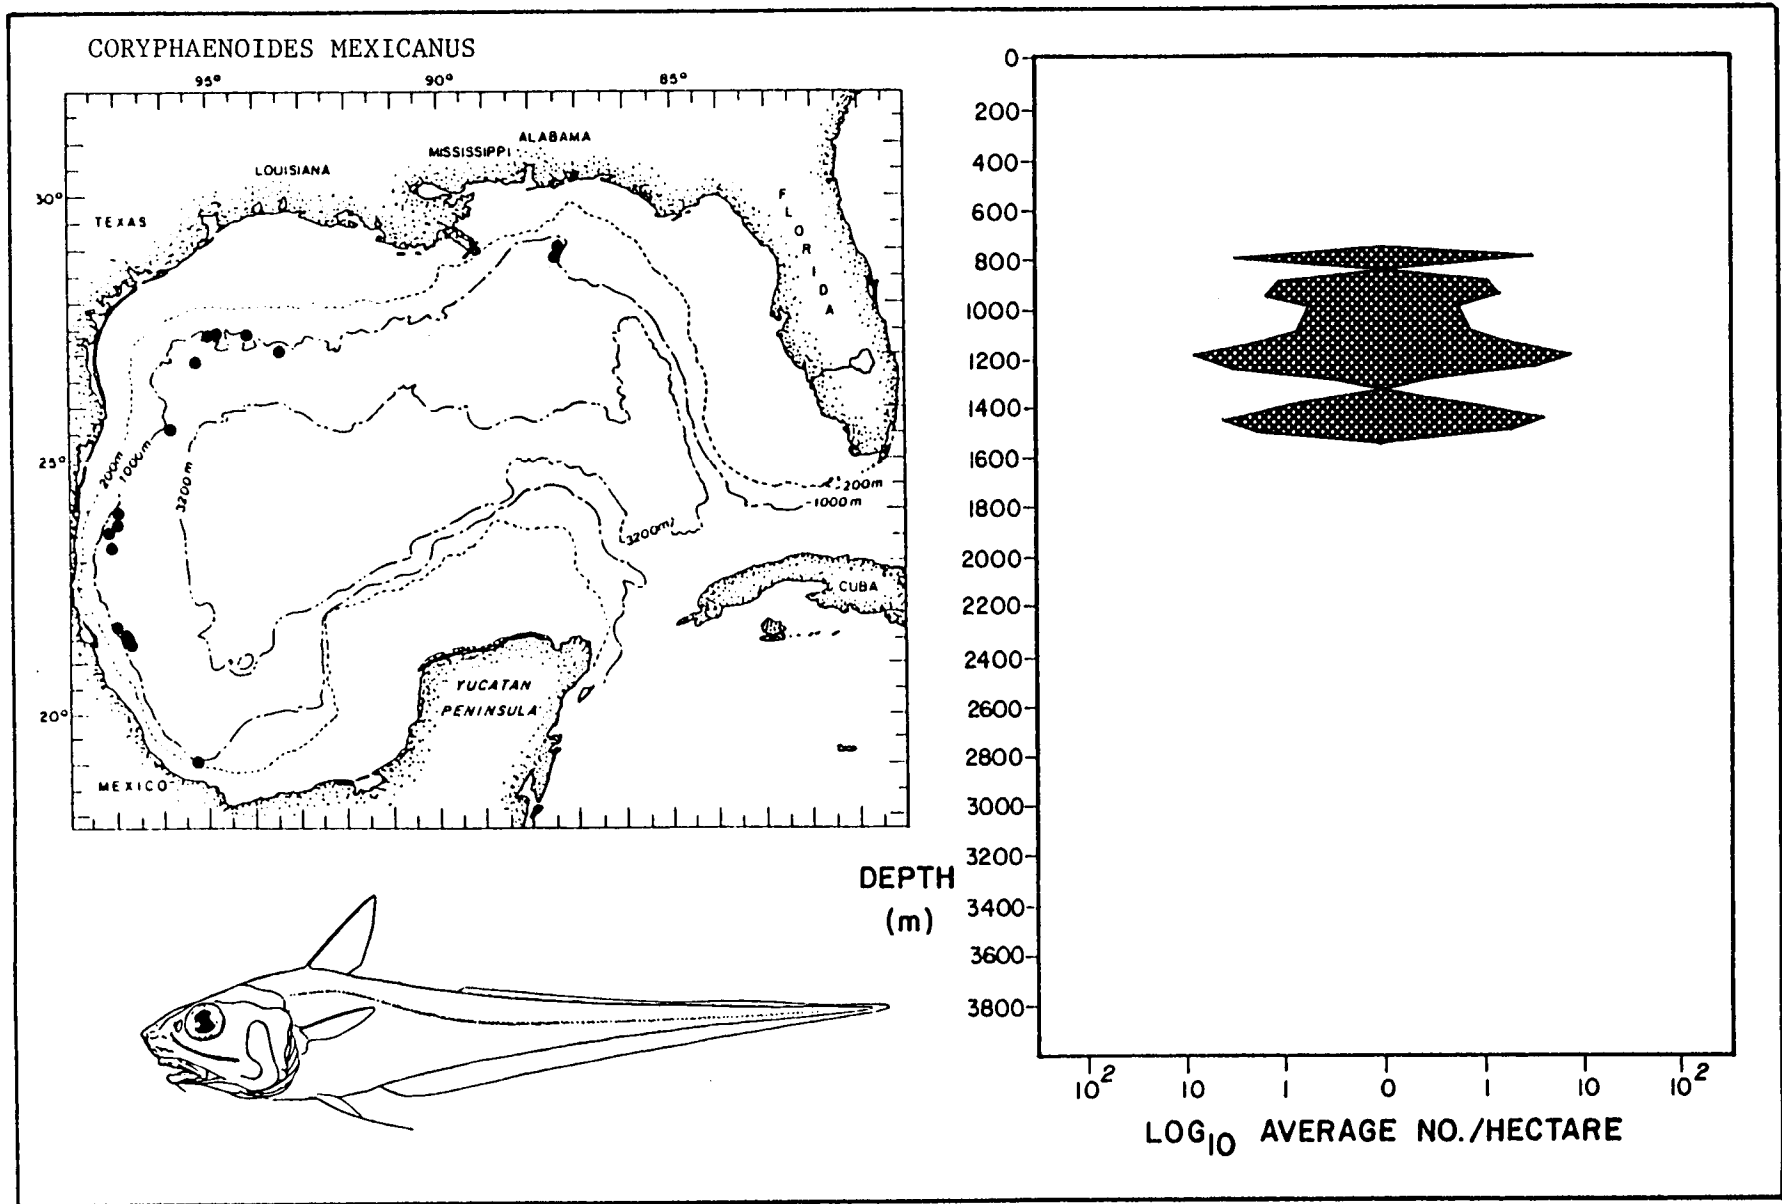 CORYPHAENOIDES MEXICANUS
95° 90° 85°
ALABAMA
MISSISSIPPI
LOUISIANA
30°
TEXAS
FLORIDA
25°
200m
1000m
3200m
200m
1000m
3200m
CUBA
YUCATAN
PENINSULA
20°
MEXICO
0
200
400
600
800
1000
1200
1400
1600
1800
2000
2200
2400
2600
2800
3000
3200
3400
3600
3800
DEPTH
(m)
10² 10 1 0 1 10 10²
LOG₁₀ AVERAGE NO./HECTARE